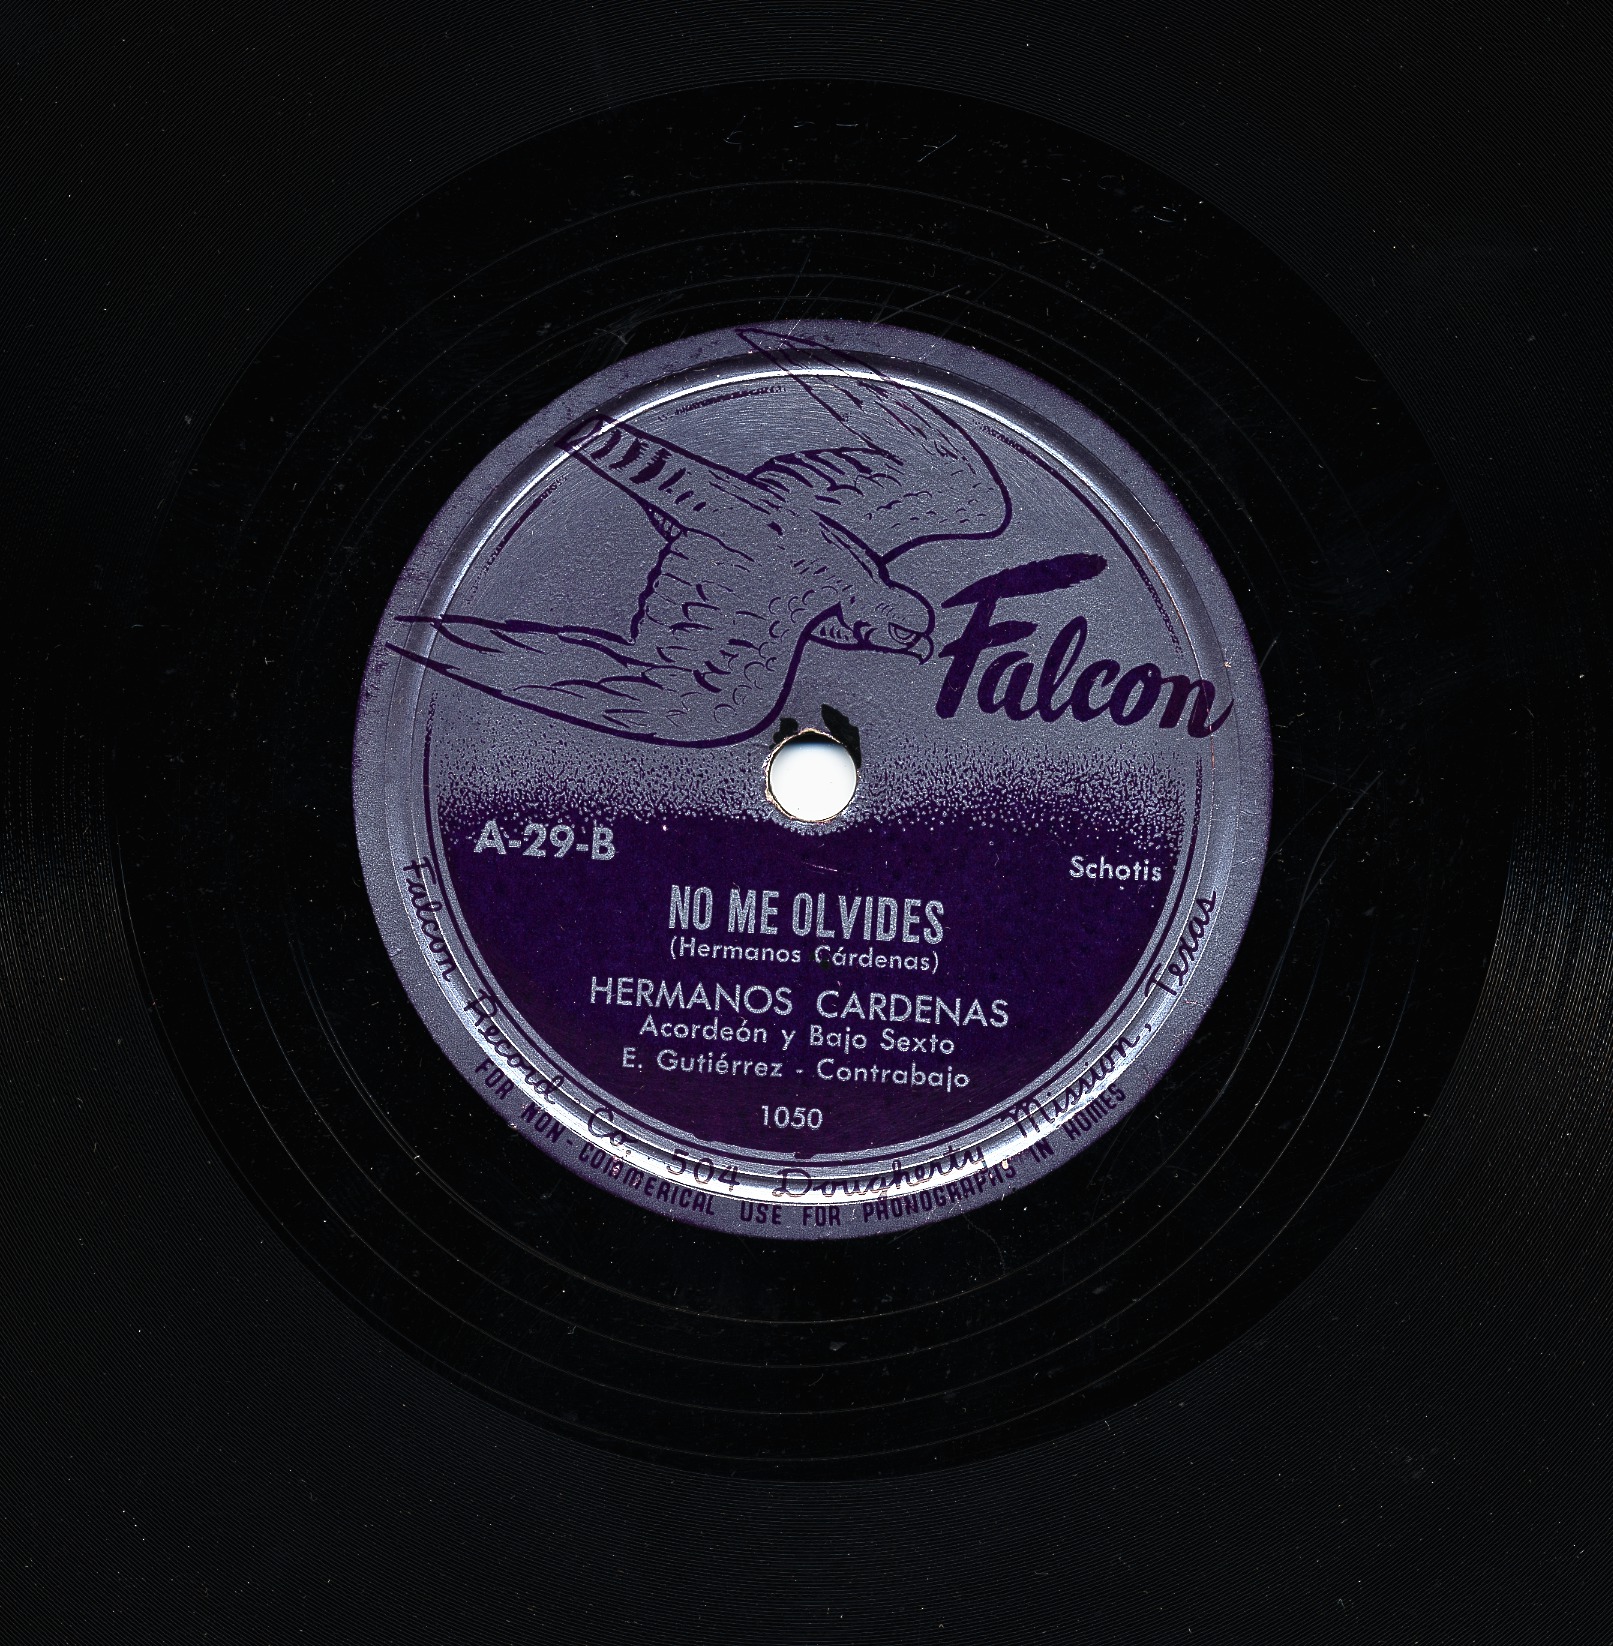 Falcon
A-29-B
Schotis
NO ME OLVIDES
(Hermanos Cárdenas)
HERMANOS CARDENAS
Acordeón y Bajo Sexto
E. Gutiérrez - Contrabajo
1050
Falcon Record Co. 504 Dougherty Mission, Texas
FOR NON-COMMERICAL USE FOR PHONOGRAPHS IN HOMES